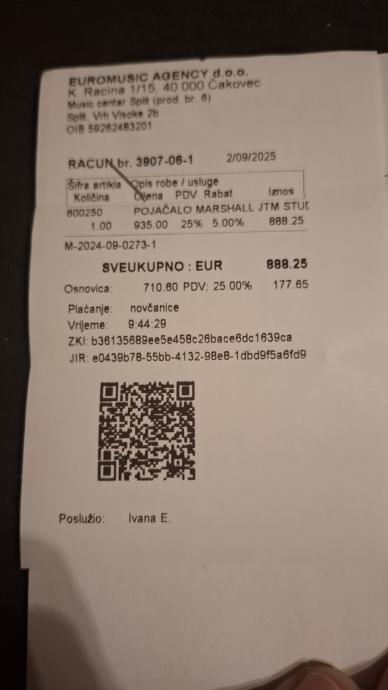 EUROMUSIC AGENCY d.o.o.
K. Racina 1/15, 40 000 Čakovec
Music center Split (prod. br. 6)
Split, Vrh Visoke 2b
OIB 59262483201
RAČUN br. 3907-06-1 2/09/2025
Šifra artikla Opis robe / usluge
Količina Cijena PDV Rabat Iznos
600250 POJAČALO MARSHALL JTM STUD
1.00 935.00 25% 5.00% 888.25
M-2024-09-0273-1
SVEUKUPNO : EUR 888.25
Osnovica: 710.60 PDV: 25.00% 177.65
Plaćanje: novčanice
Vrijeme: 9:44:29
ZKI: b36135689ee5e458c26bace6dc1639ca
JIR: e0439b78-55bb-4132-98e8-1dbd9f5a6fd9
Poslužio: Ivana E.